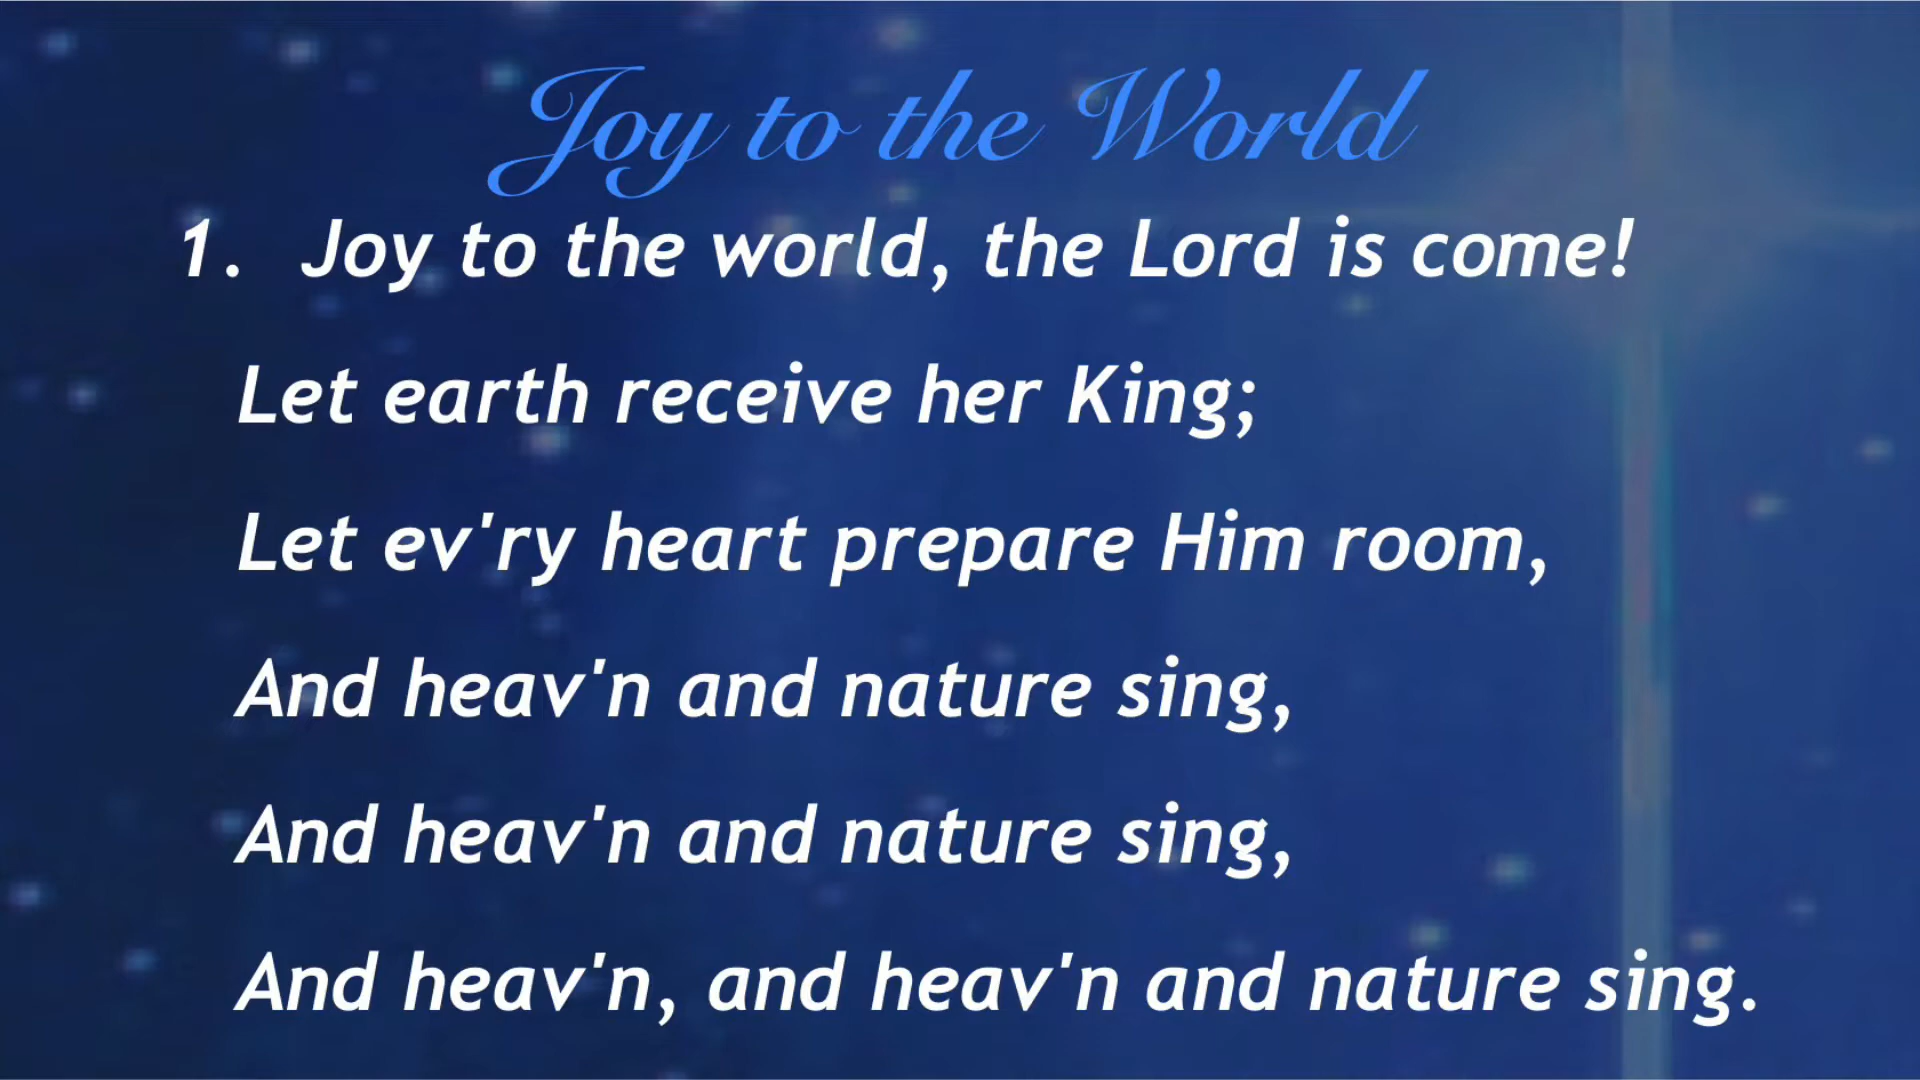 Joy to the World
1. Joy to the world, the Lord is come!
Let earth receive her King;
Let ev'ry heart prepare Him room,
And heav'n and nature sing,
And heav'n and nature sing,
And heav'n, and heav'n and nature sing.